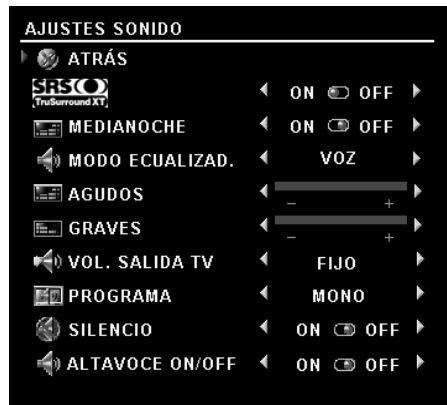 AJUSTES SONIDO
ATRÁS
SRS TruSurround XT ON OFF
MEDIANOCHE ON OFF
MODO ECUALIZAD. VOZ
AGUDOS - +
GRAVES - +
VOL. SALIDA TV FIJO
PROGRAMA MONO
SILENCIO ON OFF
ALTAVOCE ON/OFF ON OFF